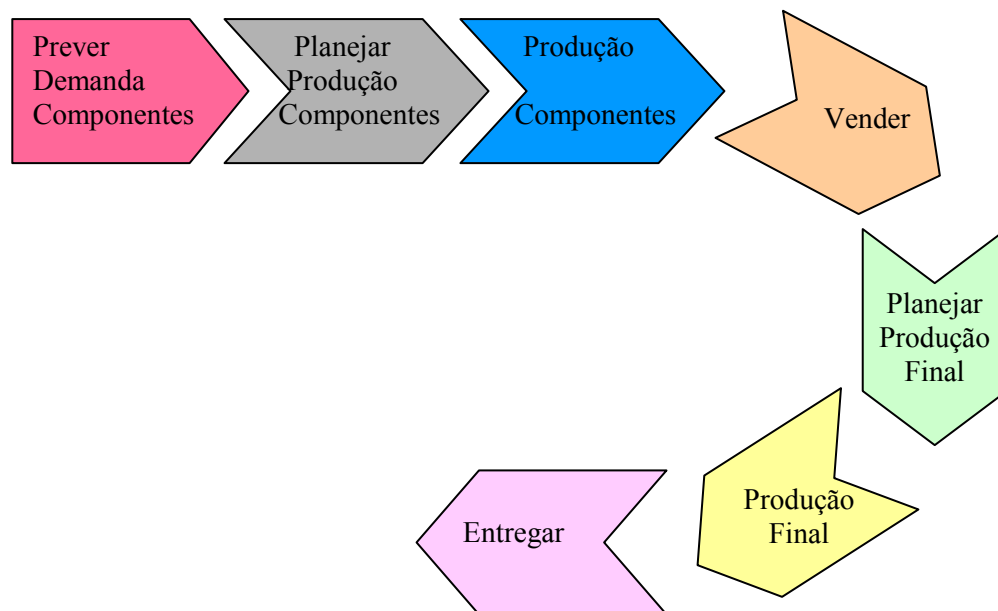 Prever
Demanda
Componentes
Planejar
Produção
Componentes
Produção
Componentes
Vender
Planejar
Produção
Final
Produção
Final
Entregar